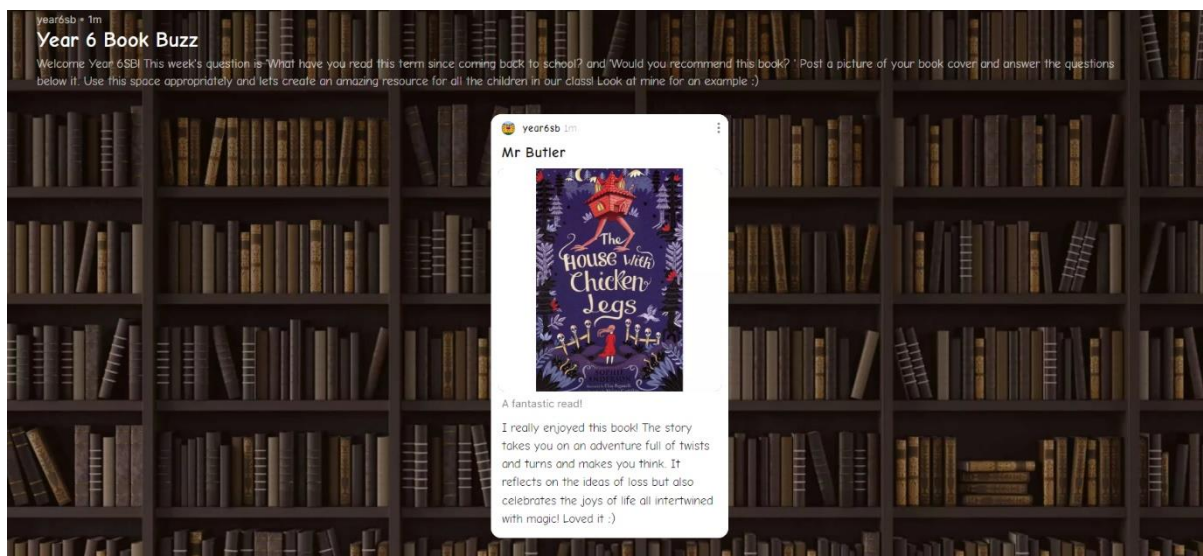 year6sb • 1m
Year 6 Book Buzz
Welcome Year 6SB! This week's question is 'What have you read this term since coming back to school? and 'Would you recommend this book? ' Post a picture of your book cover and answer the questions
below it. Use this space appropriately and lets create an amazing resource for all the children in our class! Look at mine for an example :)
year6sb 1m
Mr Butler
The
HOUSE with
Chicken
Legs
SOPHIE
ANDERSON
A fantastic read!
I really enjoyed this book! The story
takes you on an adventure full of twists
and turns and makes you think. It
reflects on the ideas of loss but also
celebrates the joys of life all intertwined
with magic! Loved it :)